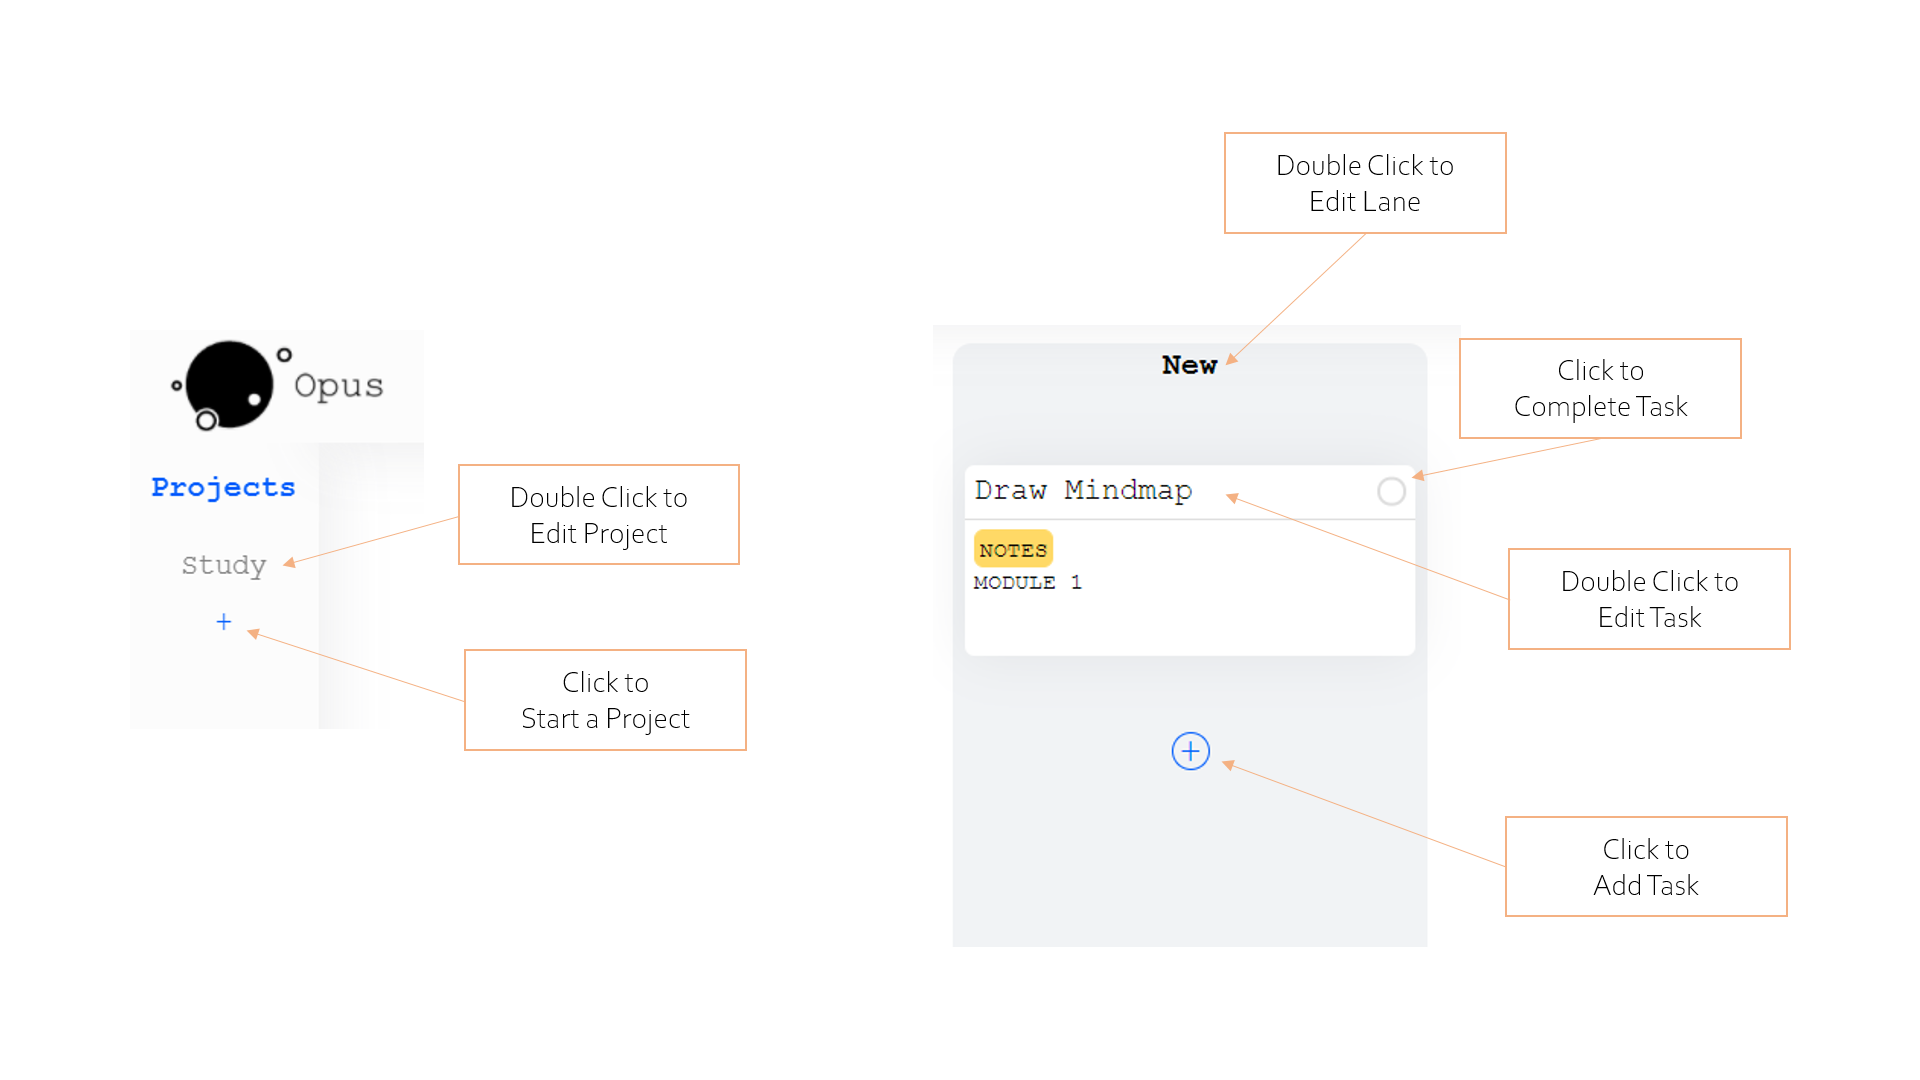 Opus
Projects
Study
+
Double Click to
Edit Project
Click to
Start a Project
Double Click to
Edit Lane
New
Click to
Complete Task
Draw Mindmap
NOTES
MODULE 1
Double Click to
Edit Task
+
Click to
Add Task